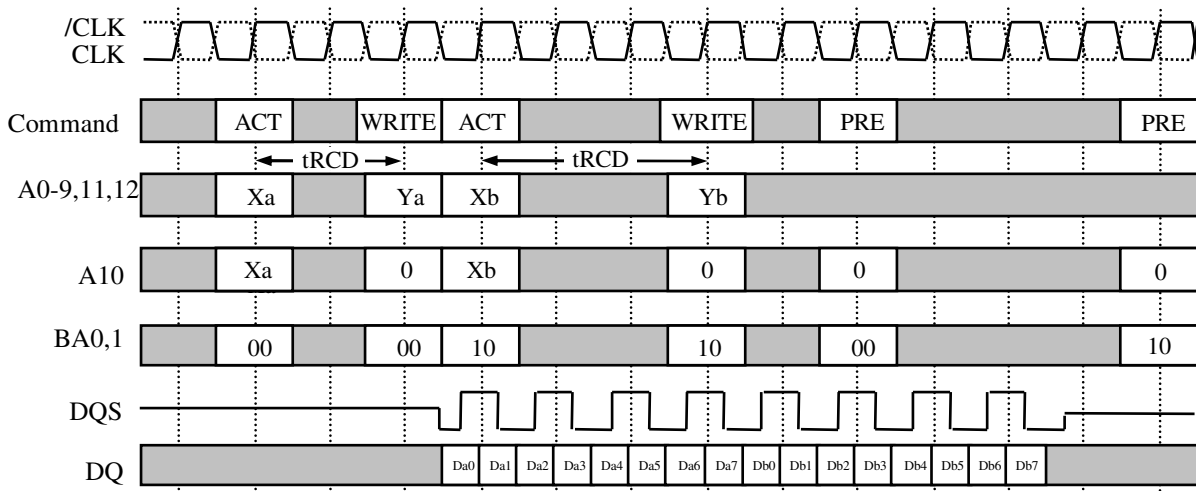 /CLK
CLK
Command ACT WRITE ACT WRITE PRE PRE
tRCD tRCD
A0-9,11,12 Xa Ya Xb Yb
A10 Xa 0 Xb 0 0 0
BA0,1 00 00 10 10 00 10
DQS
DQ Da0 Da1 Da2 Da3 Da4 Da5 Da6 Da7 Db0 Db1 Db2 Db3 Db4 Db5 Db6 Db7